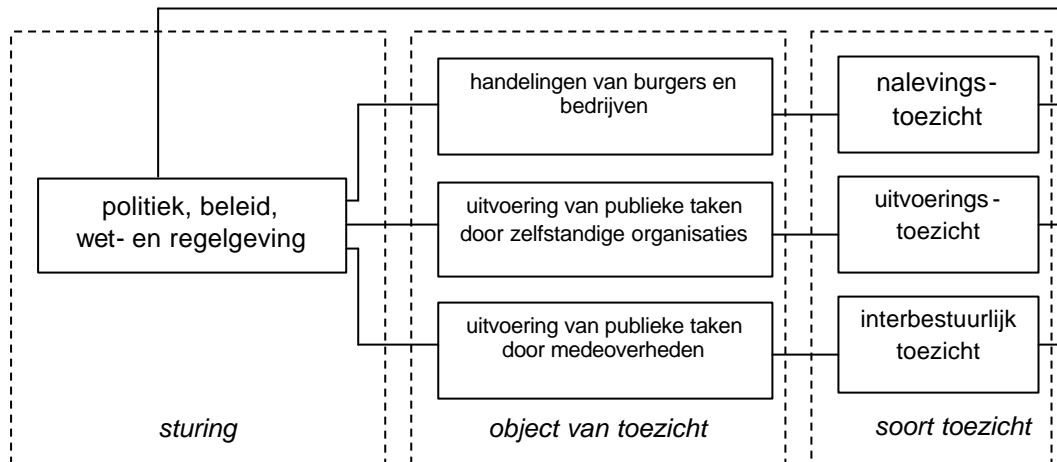 politiek, beleid,
wet- en regelgeving
sturing
handelingen van burgers en
bedrijven
uitvoering van publieke taken
door zelfstandige organisaties
uitvoering van publieke taken
door medeoverheden
object van toezicht
nalevings-
toezicht
uitvoerings-
toezicht
interbestuurlijk
toezicht
soort toezicht